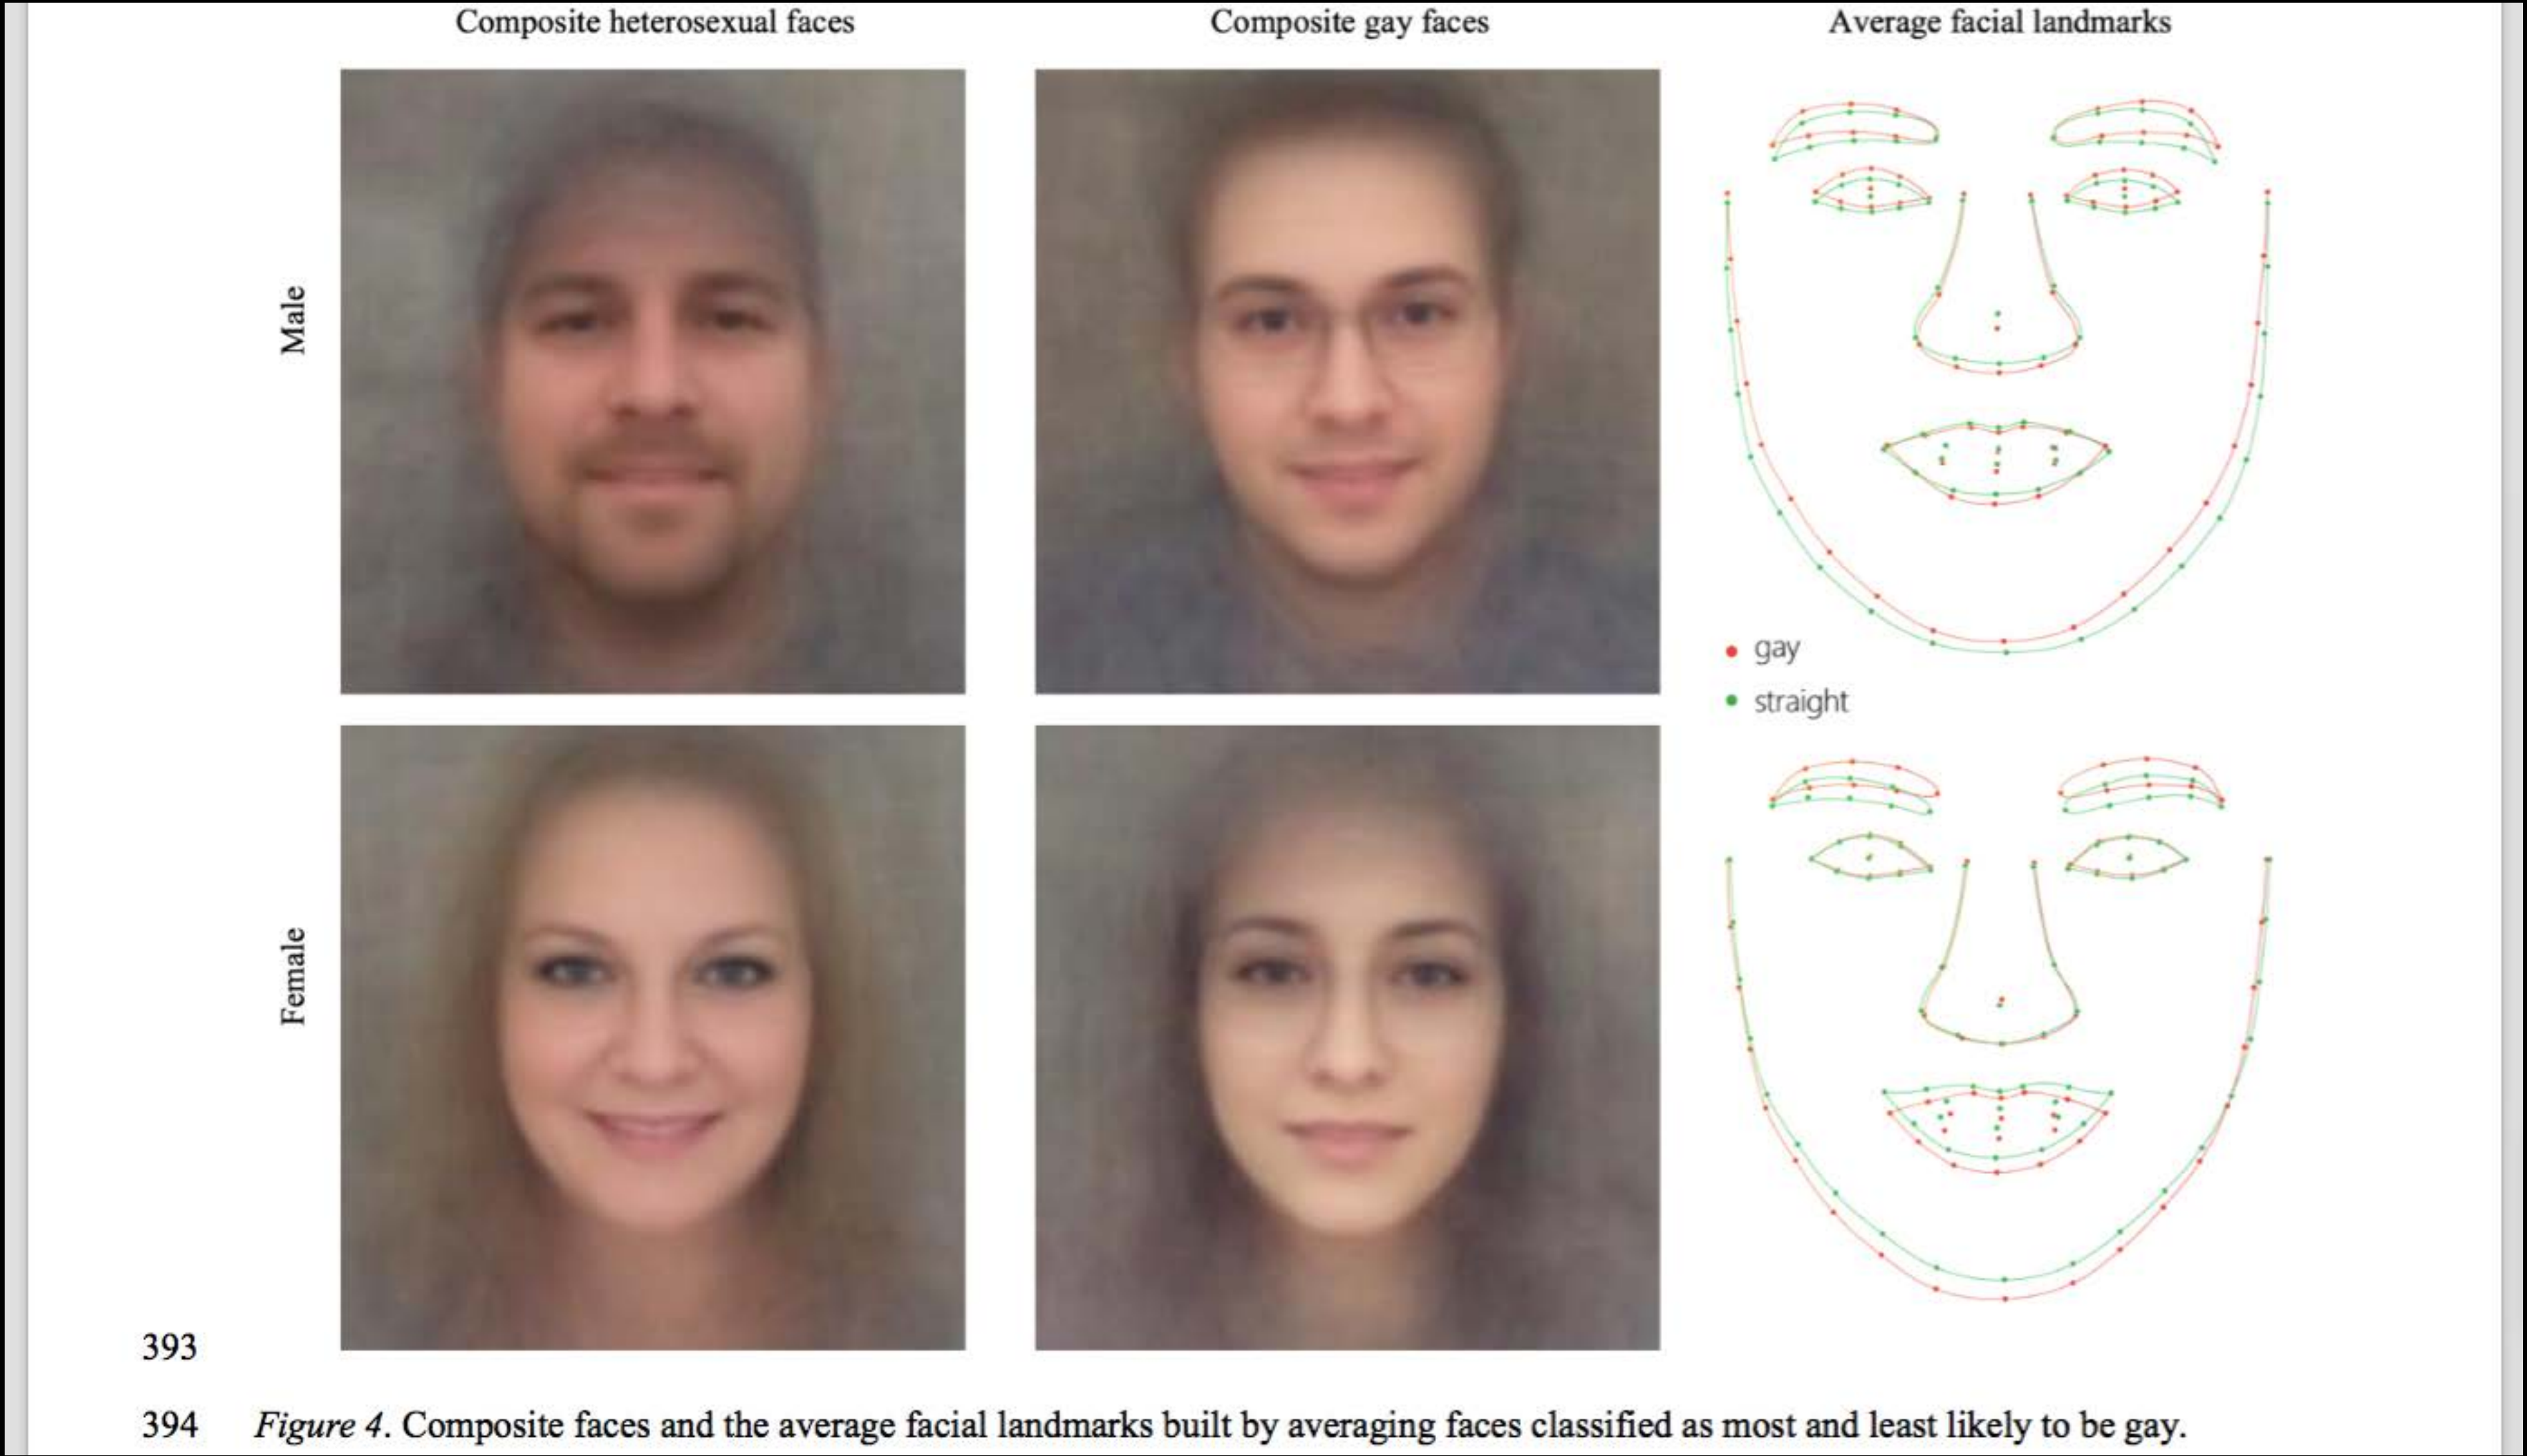 Composite heterosexual faces Composite gay faces Average facial landmarks
Male
gay
straight
Female
393
394 Figure 4. Composite faces and the average facial landmarks built by averaging faces classified as most and least likely to be gay.